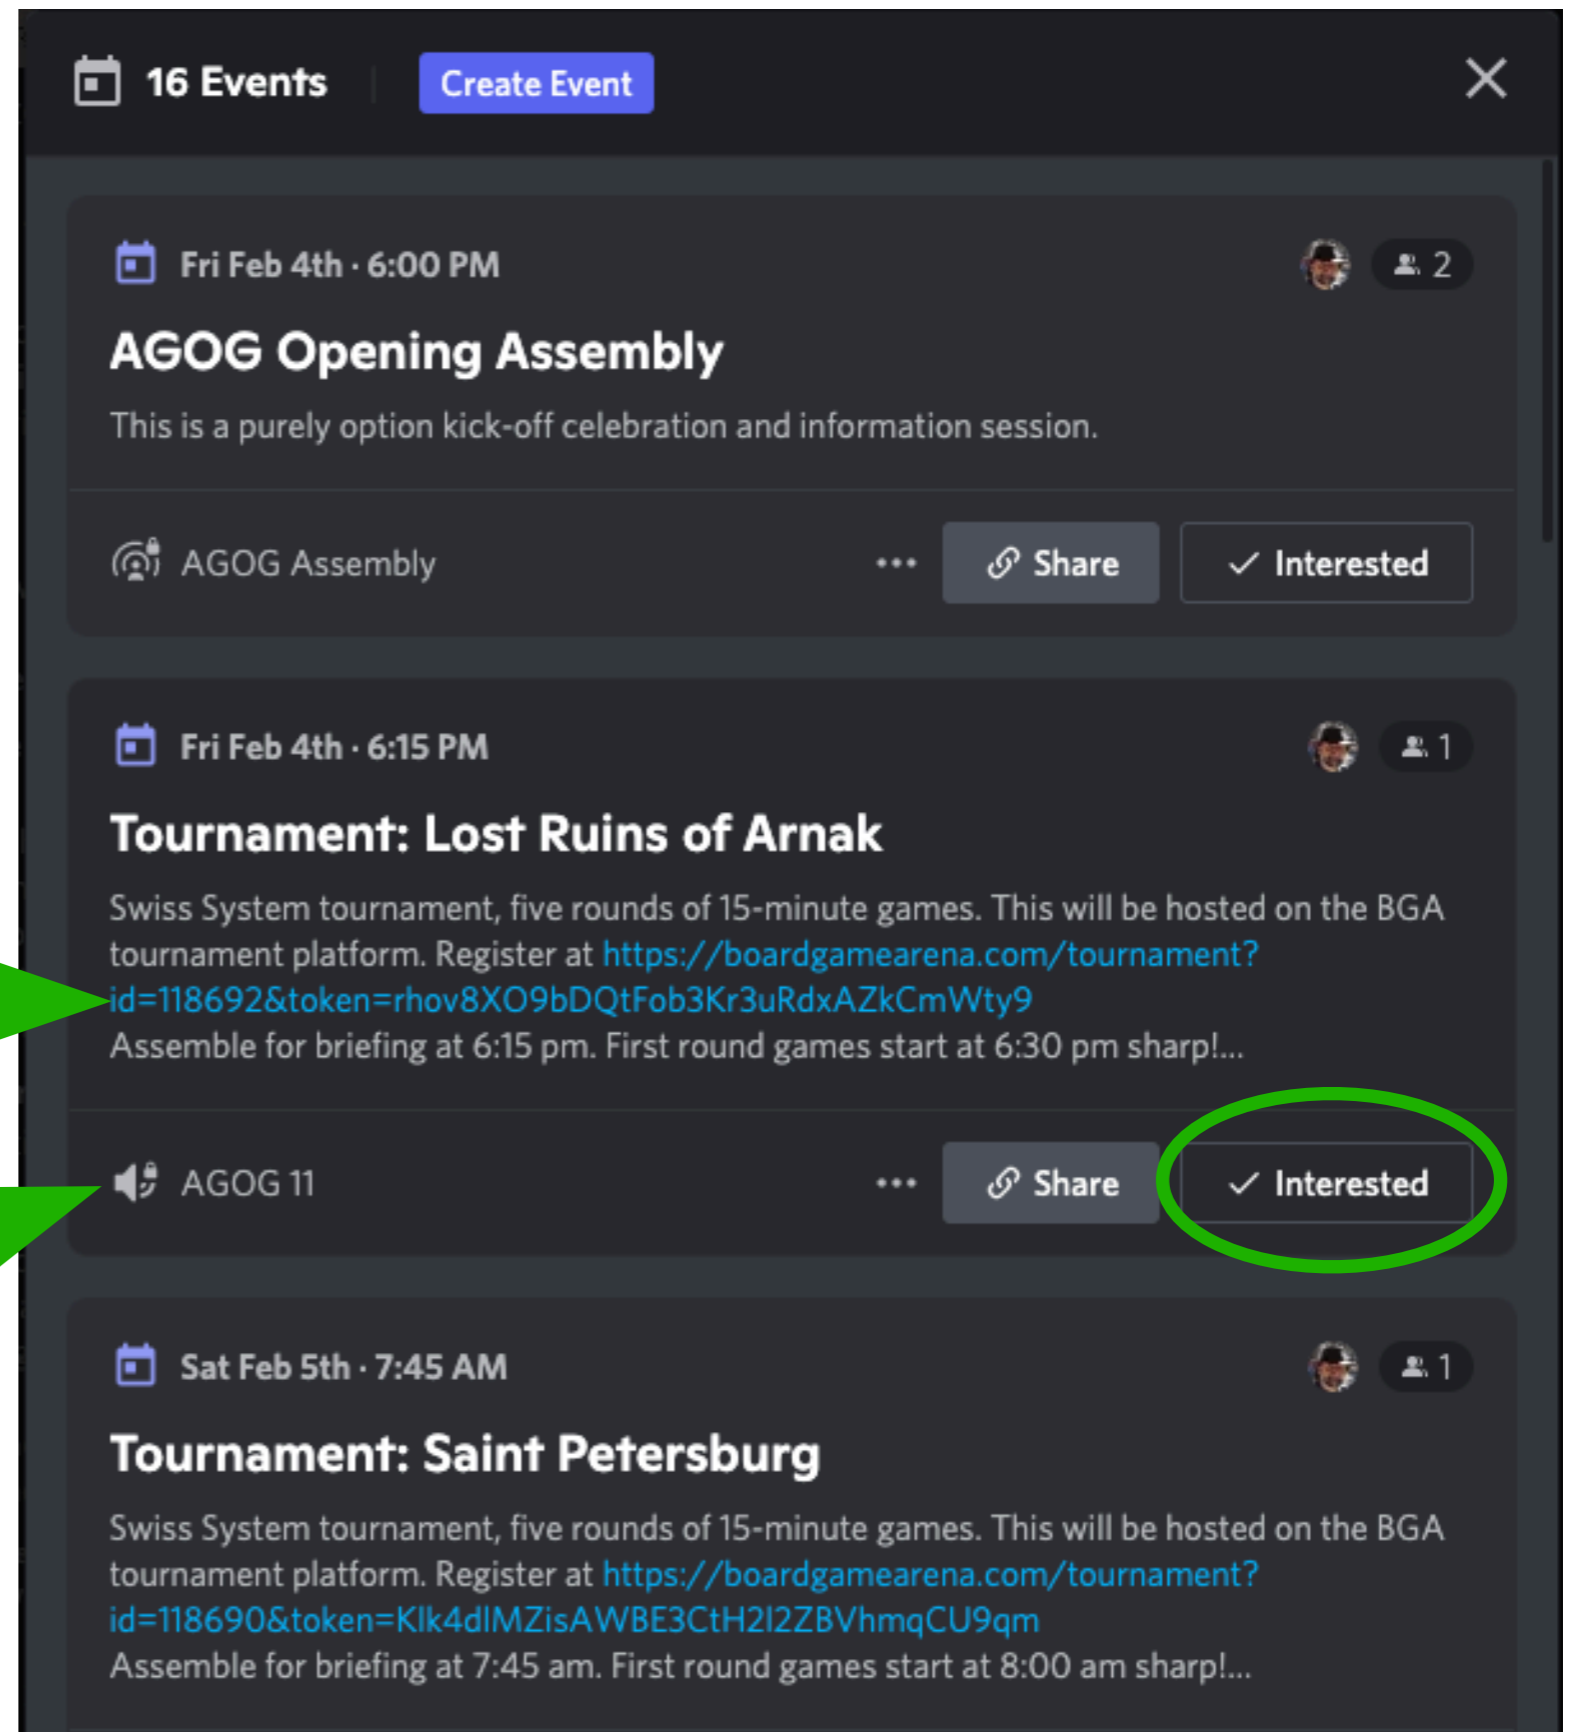 16 Events
Create Event
Fri Feb 4th · 6:00 PM
2
AGOG Opening Assembly
This is a purely option kick-off celebration and information session.
AGOG Assembly
Share
Interested
Fri Feb 4th · 6:15 PM
1
Tournament: Lost Ruins of Arnak
Swiss System tournament, five rounds of 15-minute games. This will be hosted on the BGA
tournament platform. Register at https://boardgamearena.com/tournament?
id=118692&token=rhov8XO9bDQtFob3Kr3uRdxAZkCmWty9
Assemble for briefing at 6:15 pm. First round games start at 6:30 pm sharp!...
AGOG 11
Share
Interested
Sat Feb 5th · 7:45 AM
1
Tournament: Saint Petersburg
Swiss System tournament, five rounds of 15-minute games. This will be hosted on the BGA
tournament platform. Register at https://boardgamearena.com/tournament?
id=118690&token=Klk4dlMZisAWBE3CtH2l2ZBVhmqCU9qm
Assemble for briefing at 7:45 am. First round games start at 8:00 am sharp!...